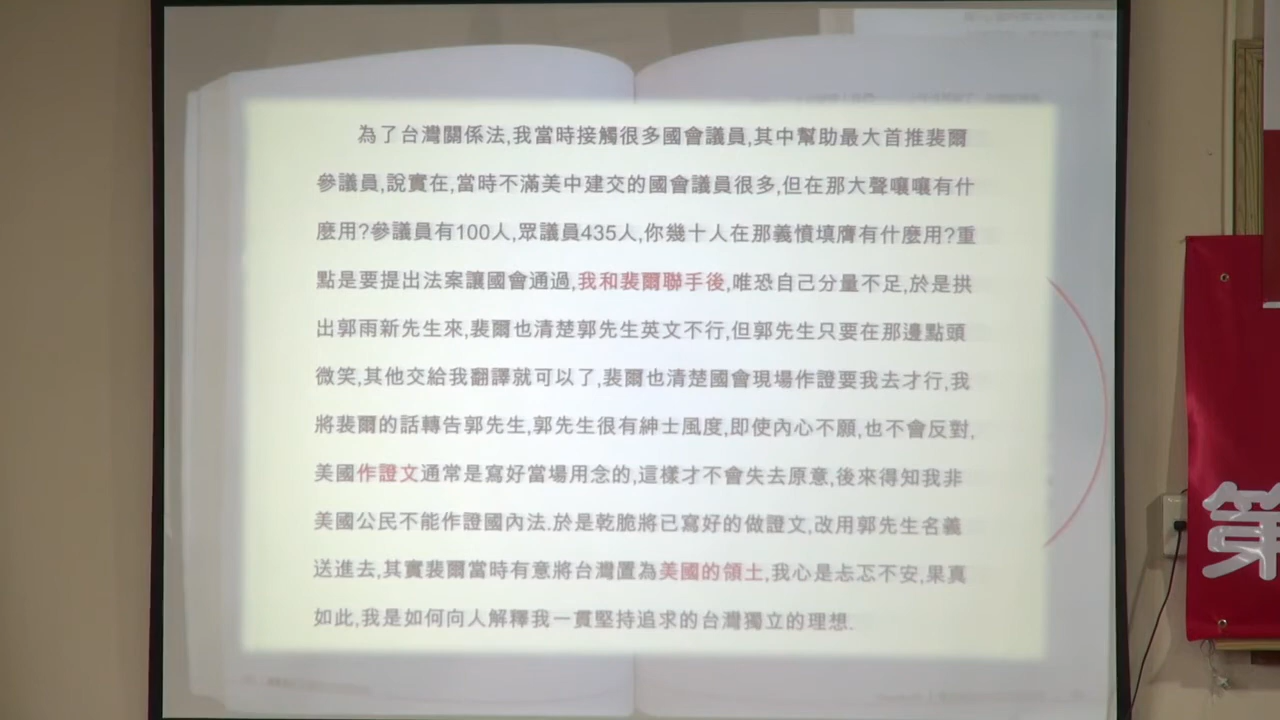 為了台灣關係法,我當時接觸很多國會議員,其中幫助最大首推裴爾
參議員,說實在,當時不滿美中建交的國會議員很多,但在那大聲嚷嚷有什
麼用?參議員有100人,眾議員435人,你幾十人在那義憤填膺有什麼用?重
點是要提出法案讓國會通過,我和裴爾聯手後,唯恐自己分量不足,於是拱
出郭雨新先生來,裴爾也清楚郭先生英文不行,但郭先生只要在那邊點頭
微笑,其他交給我翻譯就可以了,裴爾也清楚國會現場作證要我去才行,我
將裴爾的話轉告郭先生,郭先生很有紳士風度,即使內心不願,也不會反對,
美國作證文通常是寫好當場用念的,這樣才不會失去原意,後來得知我非
美國公民不能作證國內法.於是乾脆將已寫好的做證文,改用郭先生名義
送進去,其實裴爾當時有意將台灣置為美國的領土,我心是忐忑不安,果真
如此,我是如何向人解釋我一貫堅持追求的台灣獨立的理想.
第